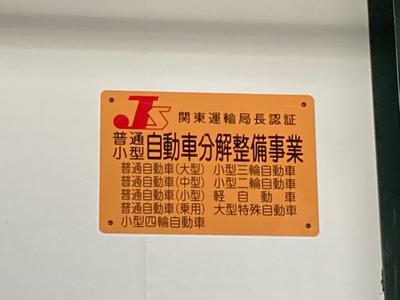 JS 関東運輸局長認証
普通
小型 自動車分解整備事業
普通自動車(大型) 小型三輪自動車
普通自動車(中型) 小型二輪自動車
普通自動車(小型) 軽自動車
普通自動車(乗用) 大型特殊自動車
小型四輪自動車